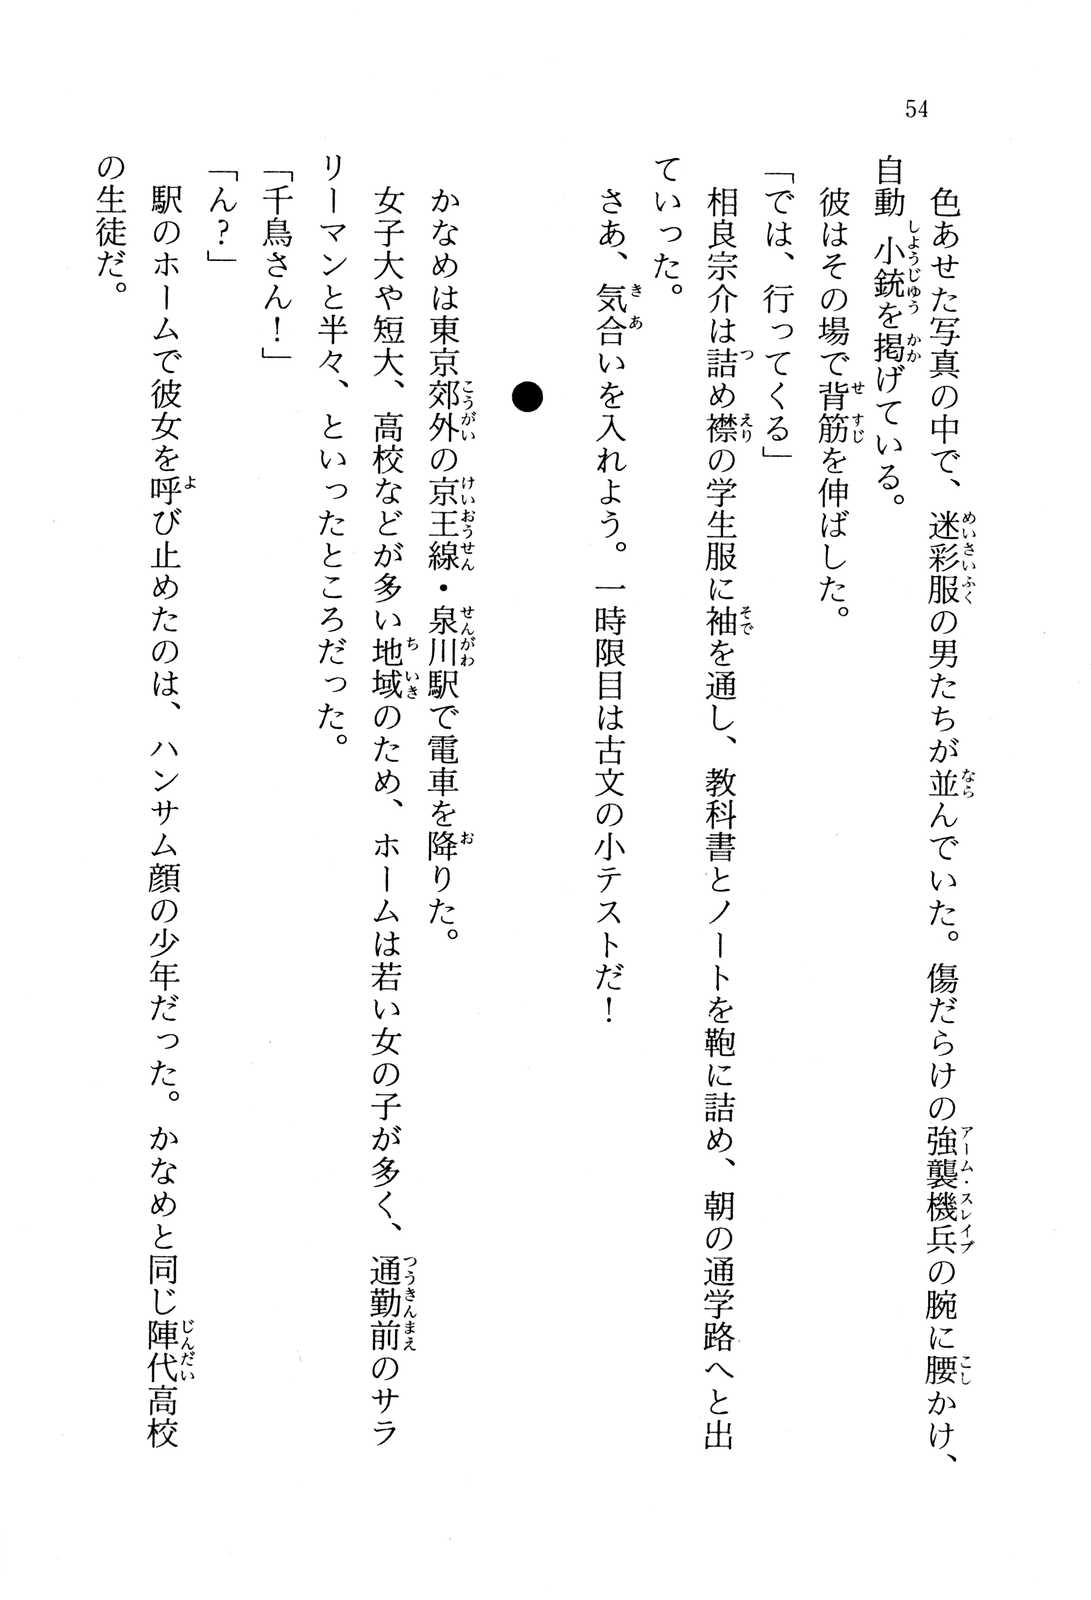 54
色あせた写真の中で、迷彩服の男たちが並んでいた。傷だらけの強襲機兵の腕に腰かけ、
自動小銃を掲げている。
彼はその場で背筋を伸ばした。
「では、行ってくる」
相良宗介は詰め襟の学生服に袖を通し、教科書とノートを鞄に詰め、朝の通学路へと出
ていった。
さあ、気合いを入れよう。一時限目は古文の小テストだ！
●
かなめは東京郊外の京王線・泉川駅で電車を降りた。
女子大や短大、高校などが多い地域のため、ホームは若い女の子が多く、通勤前のサラ
リーマンと半々、といったところだった。
「千鳥さん！」
「ん？」
駅のホームで彼女を呼び止めたのは、ハンサム顔の少年だった。かなめと同じ陣代高校
の生徒だ。